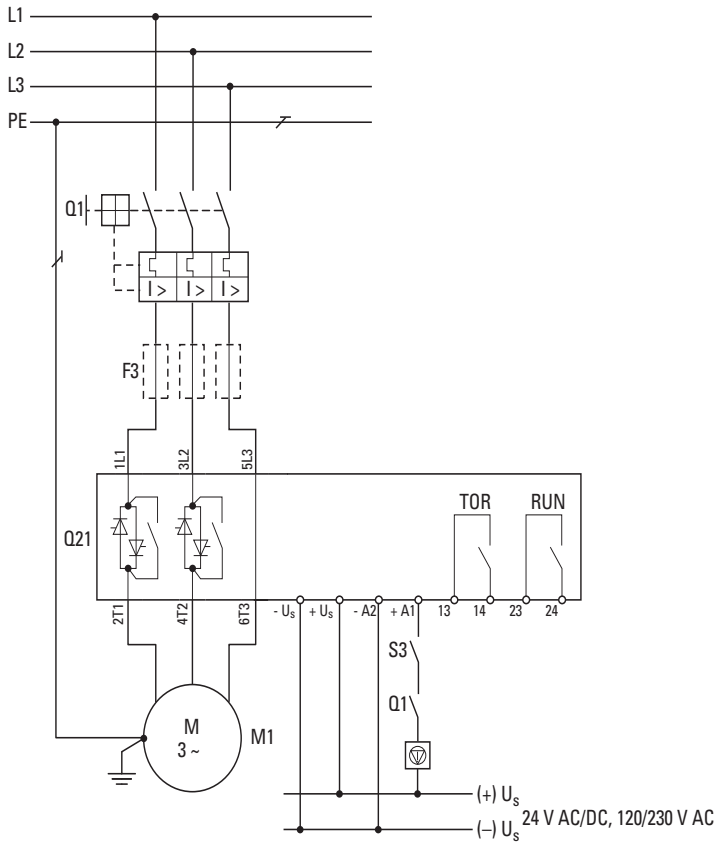 L1
L2
L3
PE
Q1
I > I > I >
F3
1L1 3L2 5L3
TOR RUN
Q21
2T1 4T2 6T3 - Us + Us - A2 + A1 13 14 23 24
S3
Q1
M
3 ~
M1
(+) Us
(–) Us 24 V AC/DC, 120/230 V AC